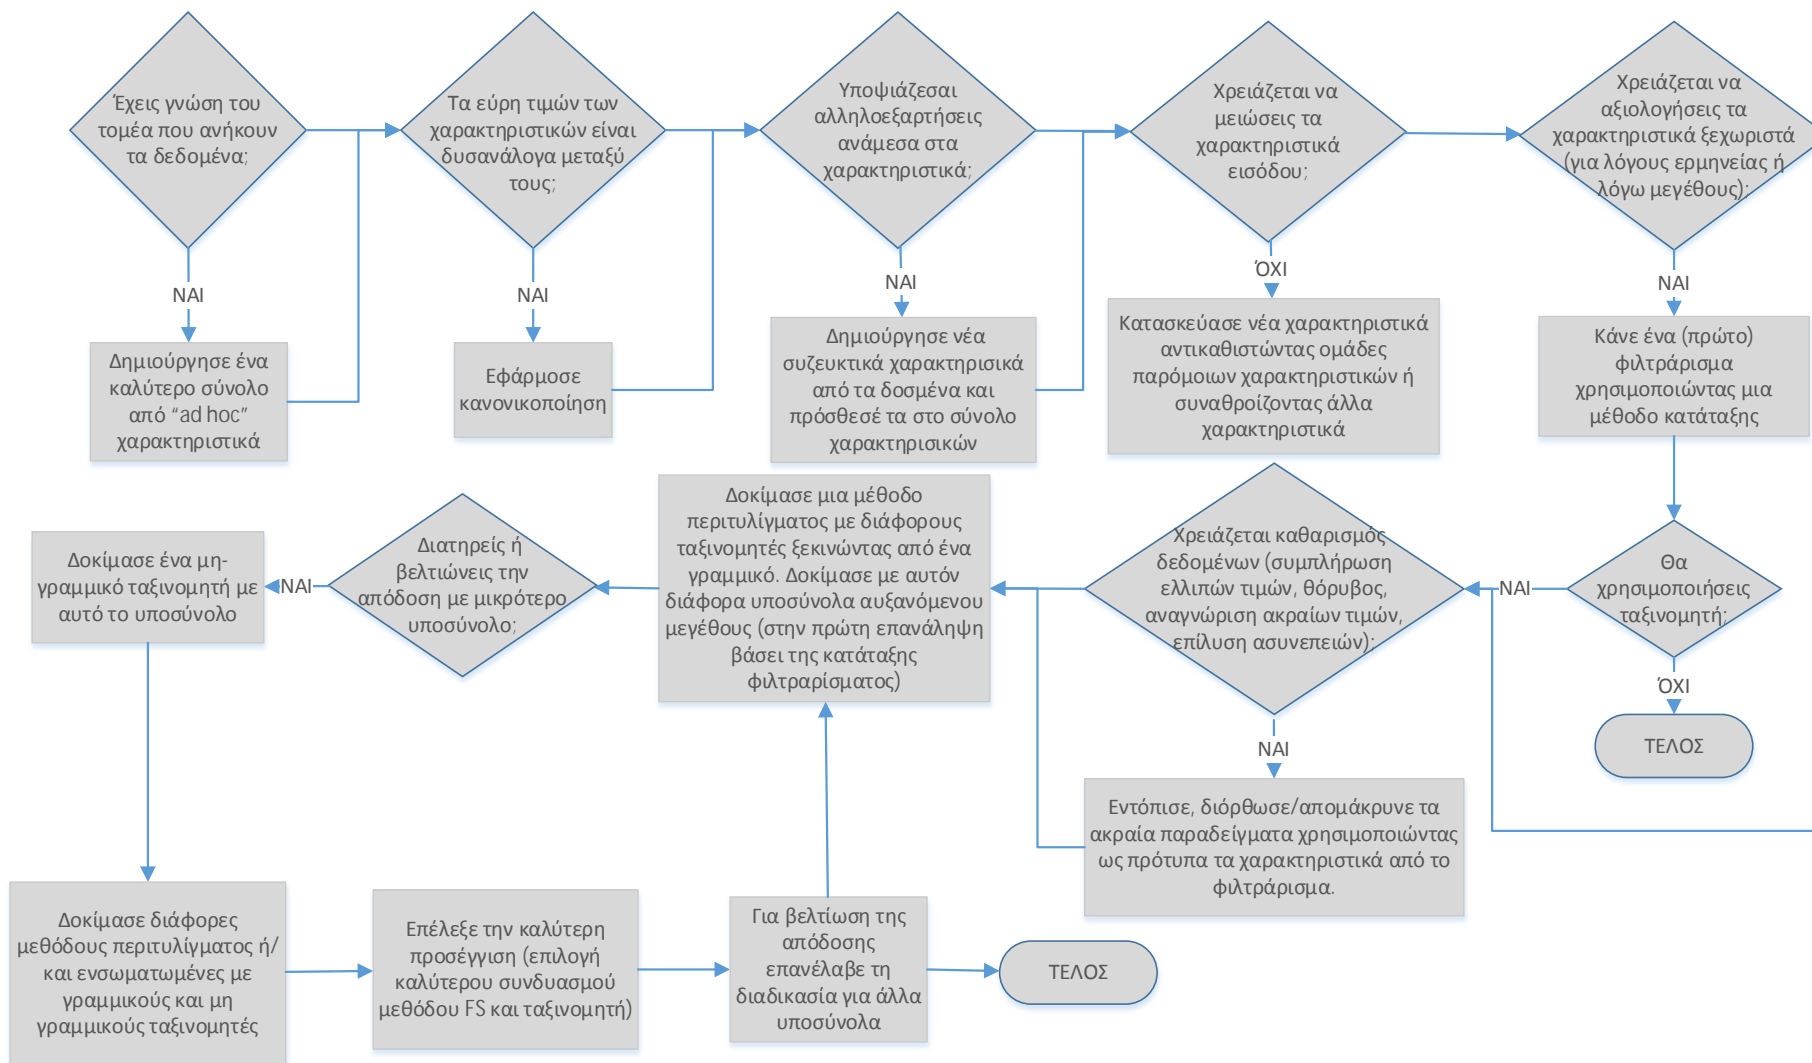 Έχεις γνώση του
τομέα που ανήκουν
τα δεδομένα;
Τα εύρη τιμών των
χαρακτηριστικών είναι
δυσανάλογα μεταξύ
τους;
Υποψιάζεσαι
αλληλοεξαρτήσεις
ανάμεσα στα
χαρακτηριστικά;
Χρειάζεται να
μειώσεις τα
χαρακτηριστικά
εισόδου;
Χρειάζεται να
αξιολογήσεις τα
χαρακτηριστικά ξεχωριστά
(για λόγους ερμηνείας ή
λόγω μεγέθους);
ΝΑΙ
ΝΑΙ
ΝΑΙ
ΌΧΙ
ΝΑΙ
Δημιούργησε ένα
καλύτερο σύνολο
από “ad hoc”
χαρακτηριστικά
Εφάρμοσε
κανονικοποίηση
Δημιούργησε νέα
συζευκτικά χαρακτηρισικά
από τα δοσμένα και
πρόσθεσέ τα στο σύνολο
χαρακτηρισικών
Κατασκεύασε νέα χαρακτηριστικά
αντικαθιστώντας ομάδες
παρόμοιων χαρακτηριστικών ή
συναθροίζοντας άλλα
χαρακτηριστικά
Κάνε ένα (πρώτο)
φιλτράρισμα
χρησιμοποιώντας μια
μέθοδο κατάταξης
Θα
χρησιμοποιήσεις
ταξινομητή;
ΝΑΙ
ΌΧΙ
ΤΕΛΟΣ
Χρειάζεται καθαρισμός
δεδομένων (συμπλήρωση
ελλιπών τιμών, θόρυβος,
αναγνώριση ακραίων τιμών,
επίλυση ασυνεπειών);
ΝΑΙ
Εντόπισε, διόρθωσε/απομάκρυνε τα
ακραία παραδείγματα χρησιμοποιώντας
ως πρότυπα τα χαρακτηριστικά από το
φιλτράρισμα.
Δοκίμασε μια μέθοδο
περιτυλίγματος με διάφορους
ταξινομητές ξεκινώντας από ένα
γραμμικό. Δοκίμασε με αυτόν
διάφορα υποσύνολα αυξανόμενου
μεγέθους (στην πρώτη επανάληψη
βάσει της κατάταξης
φιλτραρίσματος)
Διατηρείς ή
βελτιώνεις την
απόδοση με μικρότερο
υποσύνολο;
ΝΑΙ
Δοκίμασε ένα μη-
γραμμικό ταξινομητή με
αυτό το υποσύνολο
Δοκίμασε διάφορες
μεθόδους περιτυλίγματος ή/
και ενσωματωμένες με
γραμμικούς και μη
γραμμικούς ταξινομητές
Επέλεξε την καλύτερη
προσέγγιση (επιλογή
καλύτερου συνδυασμού
μεθόδου FS και ταξινομητή)
Για βελτίωση της
απόδοσης
επανέλαβε τη
διαδικασία για άλλα
υποσύνολα
ΤΕΛΟΣ